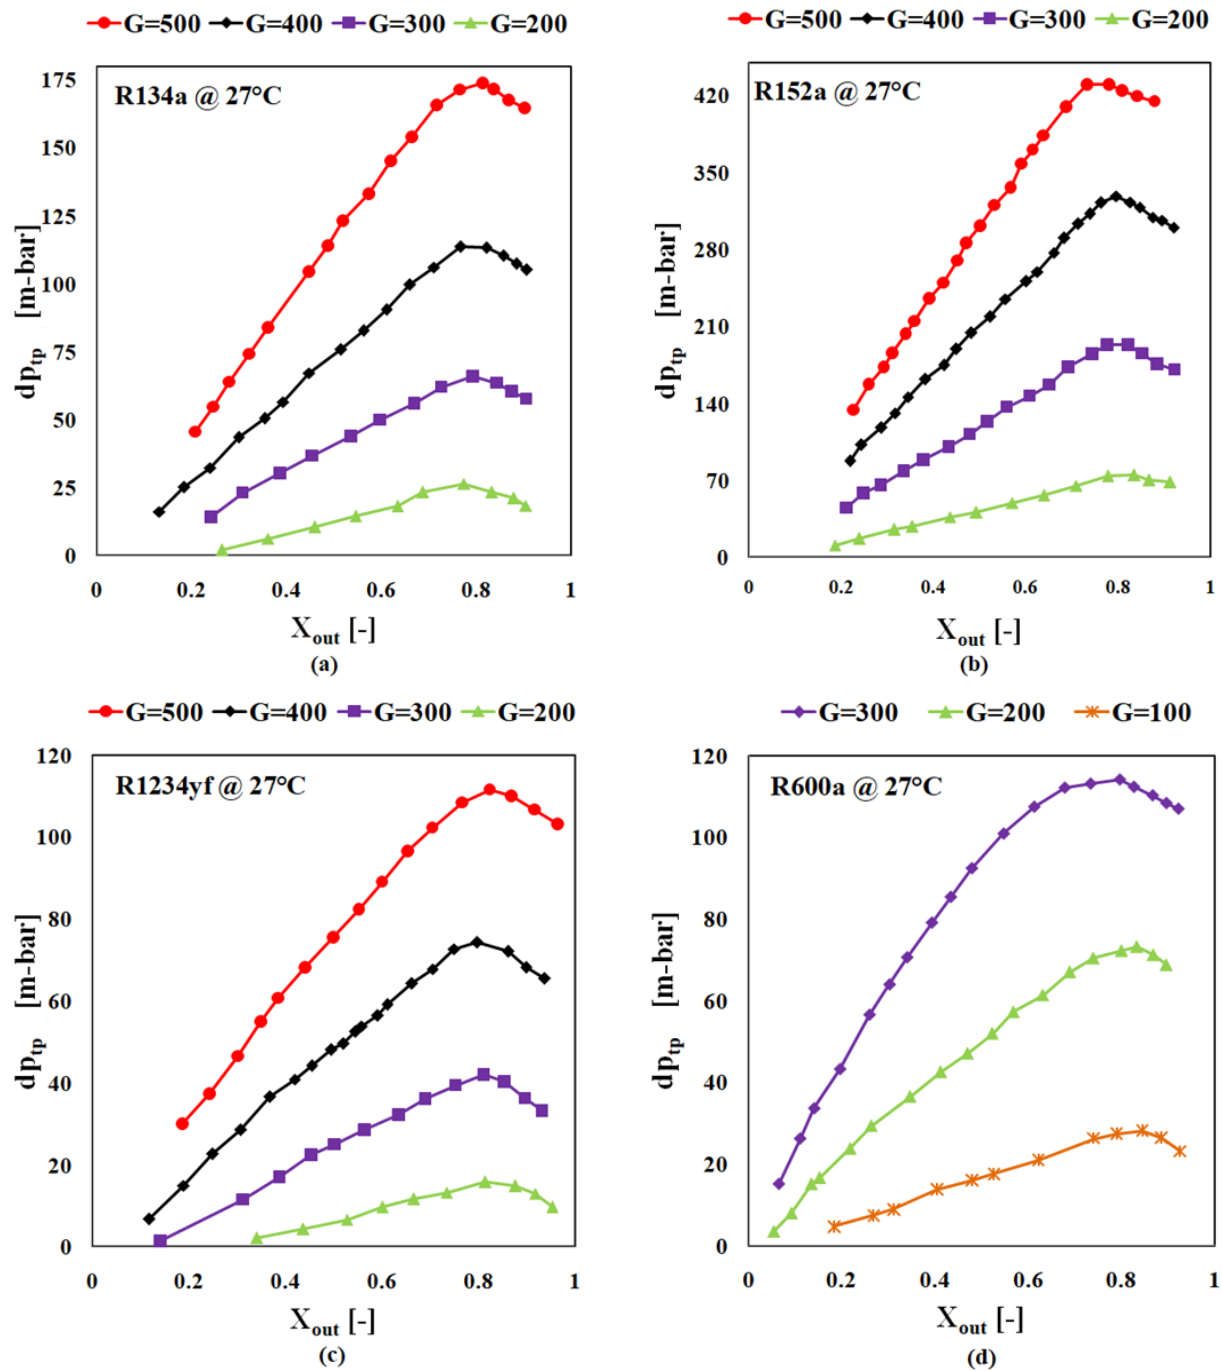 G=500 G=400 G=300 G=200
R134a @ 27°C
dp_tp [m-bar]
175
150
125
100
75
50
25
0
0 0.2 0.4 0.6 0.8 1
X_out [-]
(a)
G=500 G=400 G=300 G=200
R152a @ 27°C
dp_tp [m-bar]
420
350
280
210
140
70
0
0 0.2 0.4 0.6 0.8 1
X_out [-]
(b)
G=500 G=400 G=300 G=200
R1234yf @ 27°C
dp_tp [m-bar]
120
100
80
60
40
20
0
0 0.2 0.4 0.6 0.8 1
X_out [-]
(c)
G=300 G=200 G=100
R600a @ 27°C
dp_tp [m-bar]
120
100
80
60
40
20
0
0 0.2 0.4 0.6 0.8 1
X_out [-]
(d)